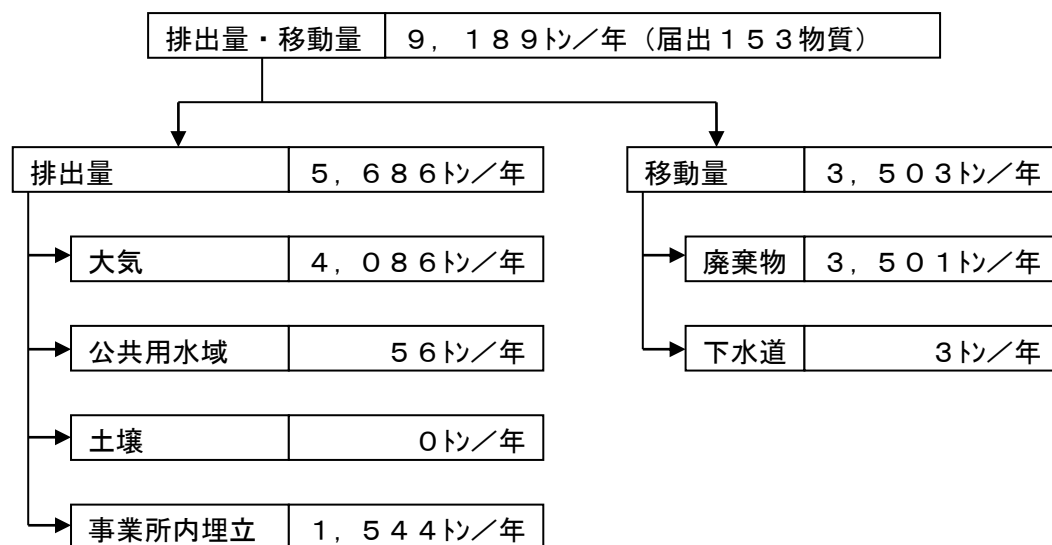 排出量・移動量 ９，１８９ﾄﾝ／年（届出１５３物質）
排出量 ５，６８６ﾄﾝ／年
移動量 ３，５０３ﾄﾝ／年
大気 ４，０８６ﾄﾝ／年
廃棄物 ３，５０１ﾄﾝ／年
公共用水域 ５６ﾄﾝ／年
下水道 ３ﾄﾝ／年
土壌 ０ﾄﾝ／年
事業所内埋立 １，５４４ﾄﾝ／年